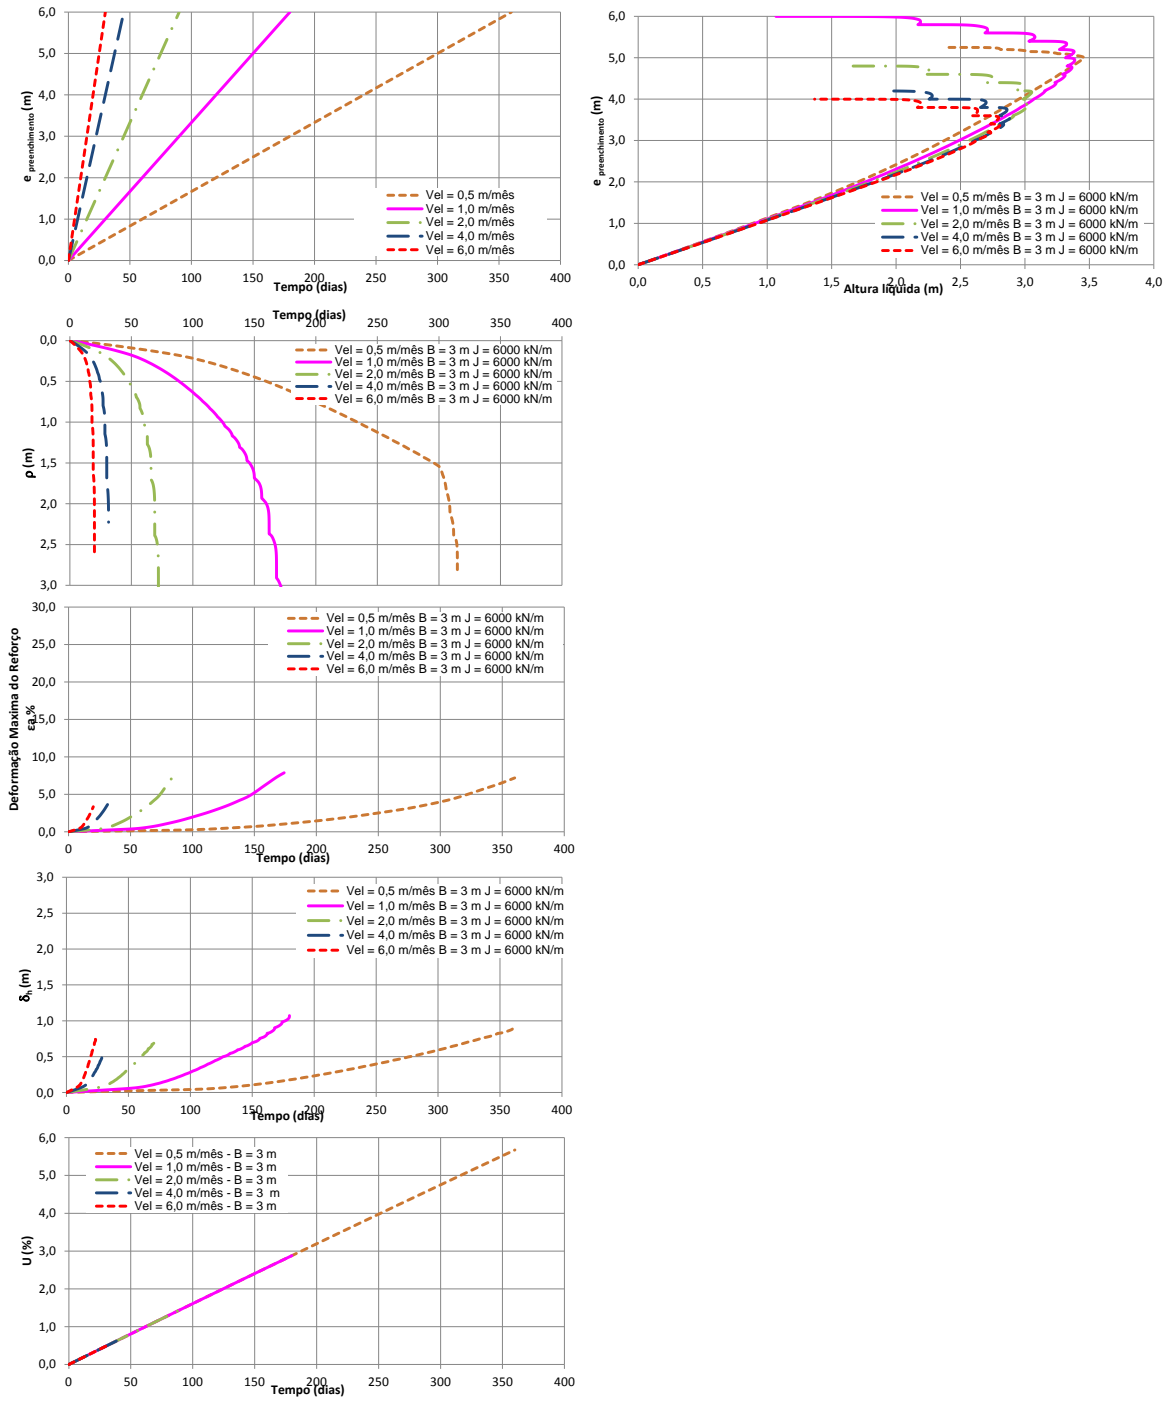 6,0
5,0
4,0
3,0
2,0
1,0
0,0
e preenchimento (m)
Vel = 0,5 m/mês
Vel = 1,0 m/mês
Vel = 2,0 m/mês
Vel = 4,0 m/mês
Vel = 6,0 m/mês
0 50 100 150 200 250 300 350 400
Tempo (dias)
6,0
5,0
4,0
3,0
2,0
1,0
0,0
e preenchimento (m)
Vel = 0,5 m/mês B = 3 m J = 6000 kN/m
Vel = 1,0 m/mês B = 3 m J = 6000 kN/m
Vel = 2,0 m/mês B = 3 m J = 6000 kN/m
Vel = 4,0 m/mês B = 3 m J = 6000 kN/m
Vel = 6,0 m/mês B = 3 m J = 6000 kN/m
0,0 0,5 1,0 1,5 2,0 2,5 3,0 3,5 4,0
Altura líquida (m)
Tempo (dias)
0 50 100 150 200 250 300 350 400
0,0
0,5
1,0
1,5
2,0
2,5
3,0
ρ (m)
Vel = 0,5 m/mês B = 3 m J = 6000 kN/m
Vel = 1,0 m/mês B = 3 m J = 6000 kN/m
Vel = 2,0 m/mês B = 3 m J = 6000 kN/m
Vel = 4,0 m/mês B = 3 m J = 6000 kN/m
Vel = 6,0 m/mês B = 3 m J = 6000 kN/m
30,0
25,0
20,0
15,0
10,0
5,0
0,0
Deformação Maxima do Reforço
εa %
Vel = 0,5 m/mês B = 3 m J = 6000 kN/m
Vel = 1,0 m/mês B = 3 m J = 6000 kN/m
Vel = 2,0 m/mês B = 3 m J = 6000 kN/m
Vel = 4,0 m/mês B = 3 m J = 6000 kN/m
Vel = 6,0 m/mês B = 3 m J = 6000 kN/m
0 50 100 150 200 250 300 350 400
Tempo (dias)
3,0
2,5
2,0
1,5
1,0
0,5
0,0
δh (m)
Vel = 0,5 m/mês B = 3 m J = 6000 kN/m
Vel = 1,0 m/mês B = 3 m J = 6000 kN/m
Vel = 2,0 m/mês B = 3 m J = 6000 kN/m
Vel = 4,0 m/mês B = 3 m J = 6000 kN/m
Vel = 6,0 m/mês B = 3 m J = 6000 kN/m
0 50 100 150 200 250 300 350 400
Tempo (dias)
6,0
5,0
4,0
3,0
2,0
1,0
0,0
U (%)
Vel = 0,5 m/mês - B = 3 m
Vel = 1,0 m/mês - B = 3 m
Vel = 2,0 m/mês - B = 3 m
Vel = 4,0 m/mês - B = 3 m
Vel = 6,0 m/mês - B = 3 m
0 50 100 150 200 250 300 350 400
Tempo (dias)